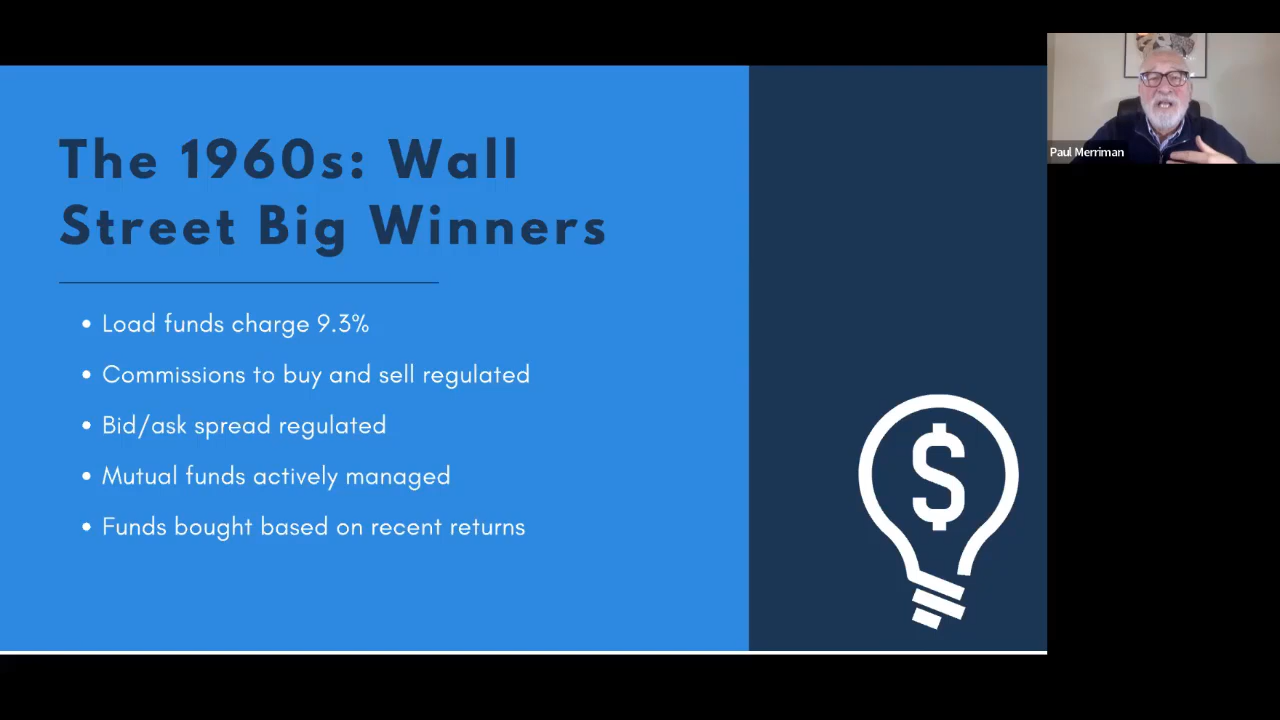 The 1960s: Wall
Street Big Winners
Load funds charge 9.3%
Commissions to buy and sell regulated
Bid/ask spread regulated
Mutual funds actively managed
Funds bought based on recent returns
$
Paul Merriman